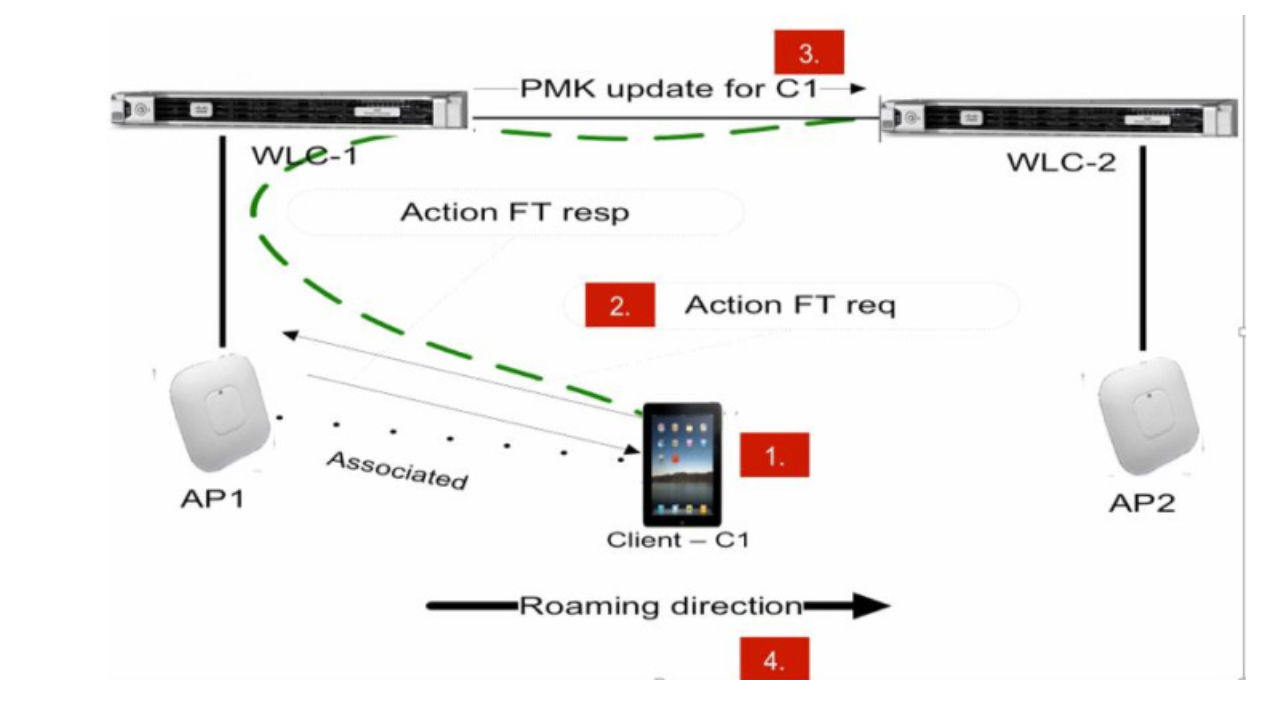 3.
PMK update for C1
WLC-1
WLC-2
Action FT resp
2.
Action FT req
1.
Associated
AP1
AP2
Client – C1
Roaming direction
4.